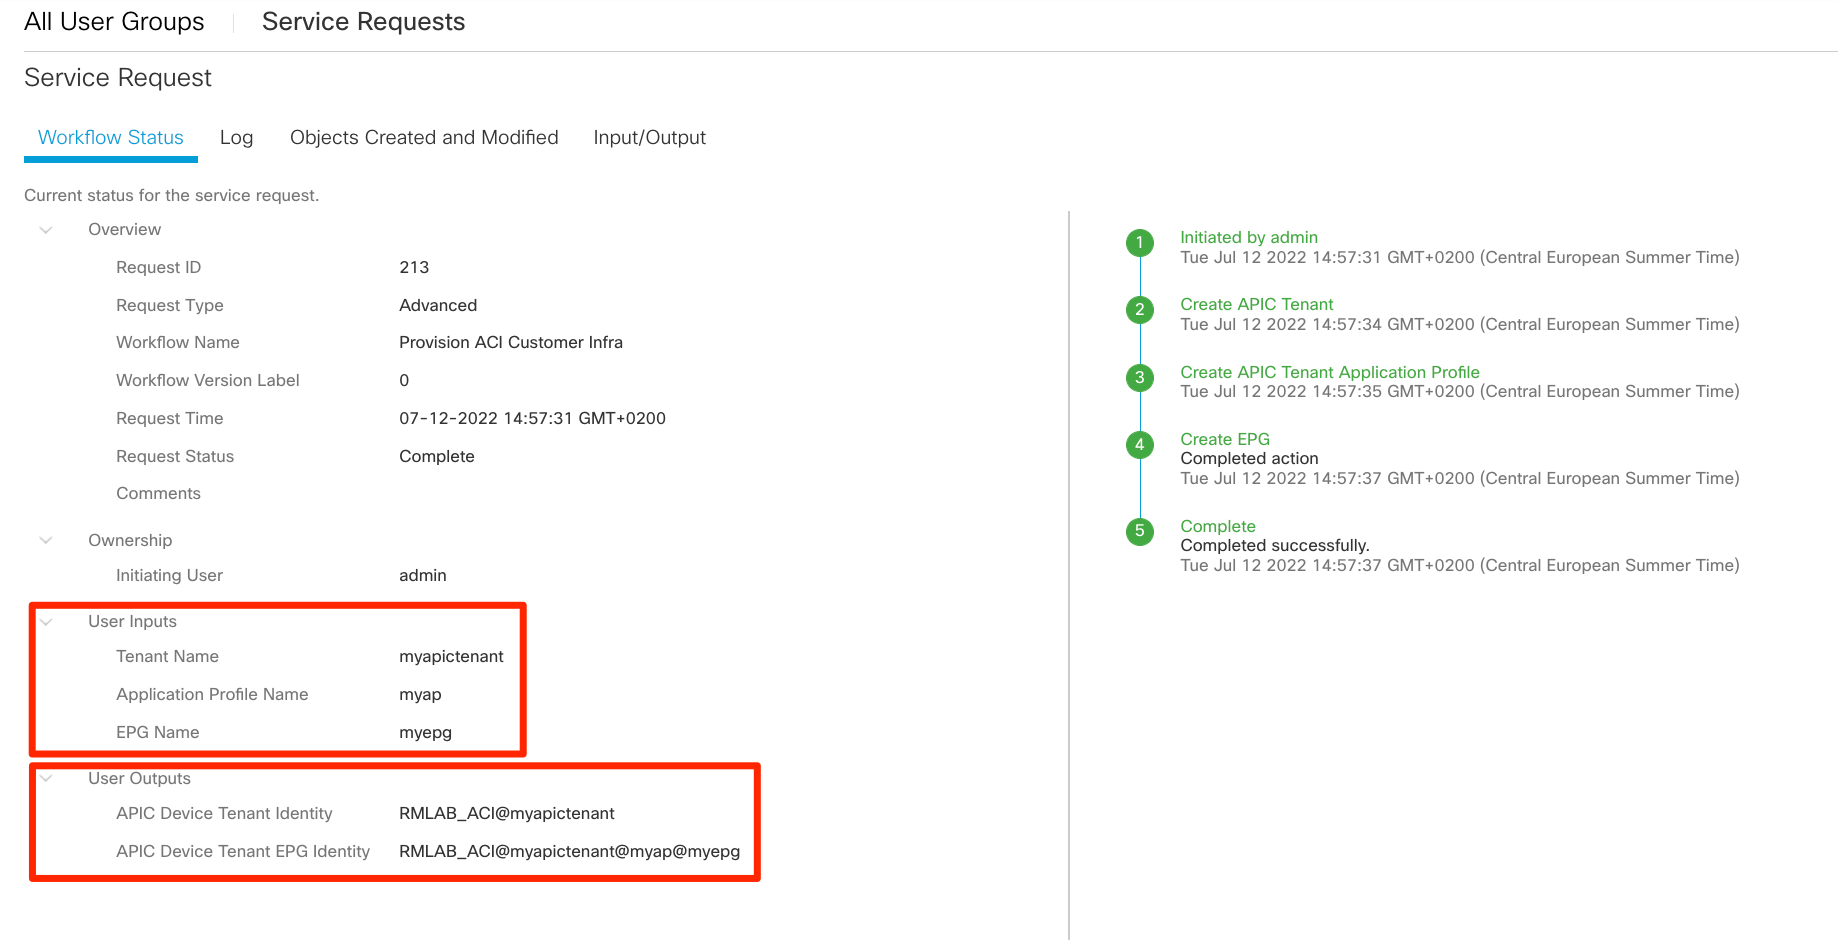 All User Groups Service Requests
Service Request
Workflow Status Log Objects Created and Modified Input/Output
Current status for the service request.
Overview
Request ID 213
Request Type Advanced
Workflow Name Provision ACI Customer Infra
Workflow Version Label 0
Request Time 07-12-2022 14:57:31 GMT+0200
Request Status Complete
Comments
Ownership
Initiating User admin
User Inputs
Tenant Name myapictenant
Application Profile Name myap
EPG Name myepg
User Outputs
APIC Device Tenant Identity RMLAB_ACI@myapictenant
APIC Device Tenant EPG Identity RMLAB_ACI@myapictenant@myap@myepg
1 Initiated by admin
Tue Jul 12 2022 14:57:31 GMT+0200 (Central European Summer Time)
2 Create APIC Tenant
Tue Jul 12 2022 14:57:34 GMT+0200 (Central European Summer Time)
3 Create APIC Tenant Application Profile
Tue Jul 12 2022 14:57:35 GMT+0200 (Central European Summer Time)
4 Create EPG
Completed action
Tue Jul 12 2022 14:57:37 GMT+0200 (Central European Summer Time)
5 Complete
Completed successfully.
Tue Jul 12 2022 14:57:37 GMT+0200 (Central European Summer Time)